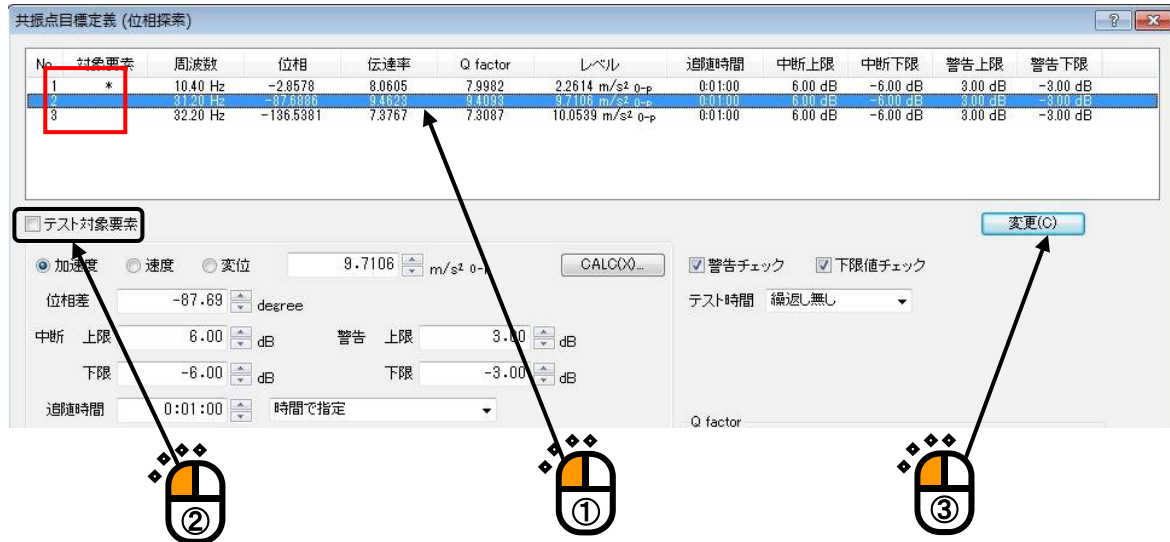 共振点目標定義 (位相探索)
No. 対象要素 周波数 位相 伝達率 Q factor レベル 追随時間 中断上限 中断下限 警告上限 警告下限
1 * 10.40 Hz -2.8578 8.0605 7.9982 2.2614 m/s² 0-p 0:01:00 6.00 dB -6.00 dB 3.00 dB -3.00 dB
2 31.20 Hz -87.6886 9.4623 9.4093 9.7106 m/s² 0-p 0:01:00 6.00 dB -6.00 dB 3.00 dB -3.00 dB
3 32.20 Hz -136.5381 7.3767 7.3087 10.0539 m/s² 0-p 0:01:00 6.00 dB -6.00 dB 3.00 dB -3.00 dB
テスト対象要素 変更(C)
加速度 速度 変位 9.7106 m/s² 0-p CALC(X)... 警告チェック 下限値チェック
位相差 -87.69 degree テスト時間 繰返し無し
中断 上限 6.00 dB 警告 上限 3.00 dB
下限 -6.00 dB 下限 -3.00 dB
追随時間 0:01:00 時間で指定
Q factor
② ① ③